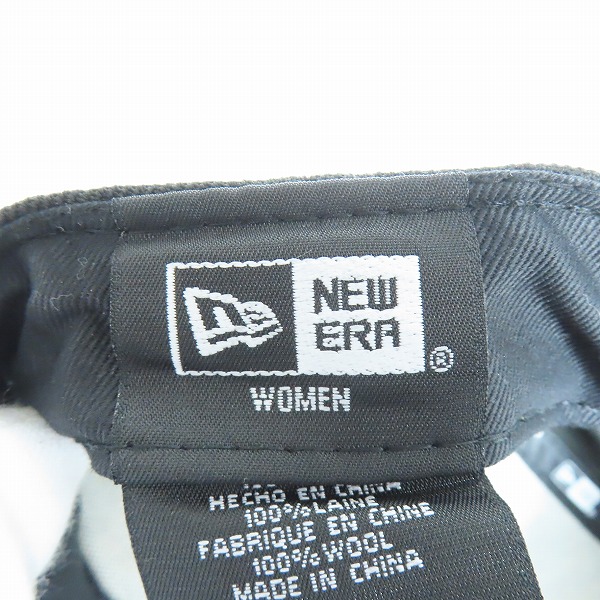 NEW
ERA
®
WOMEN
HECHO EN CHINA
100%LAINE
FABRIQUE EN CHINE
100%WOOL
MADE IN CHINA